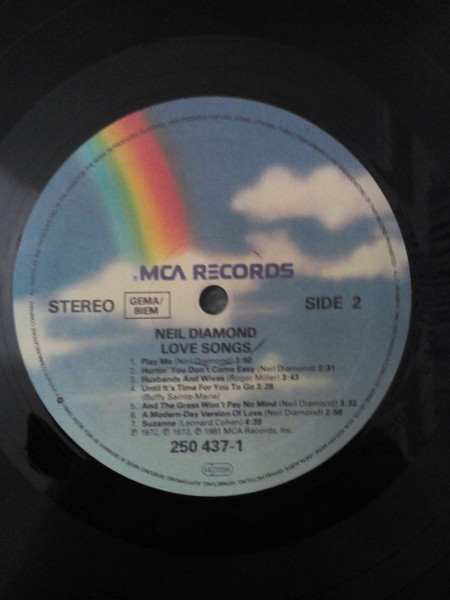 MCA RECORDS
STEREO
GEMA/
BIEM
SIDE 2
NEIL DIAMOND
LOVE SONGS
1. Play Me (Neil Diamond) 3:50
2. Hurtin' You Don't Come Easy (Neil Diamond) 2:31
3. Husbands And Wives (Roger Miller) 3:43
4. Until It's Time For You To Go 3:28
(Buffy Sainte-Marie)
5. And The Grass Won't Pay No Mind (Neil Diamond) 3:32
6. A Modern-Day Version Of Love (Neil Diamond) 2:50
7. Suzanne (Leonard Cohen) 4:39
℗ 1972, ℗ 1973, ℗ 1981 MCA Records, Inc.
250 437-1